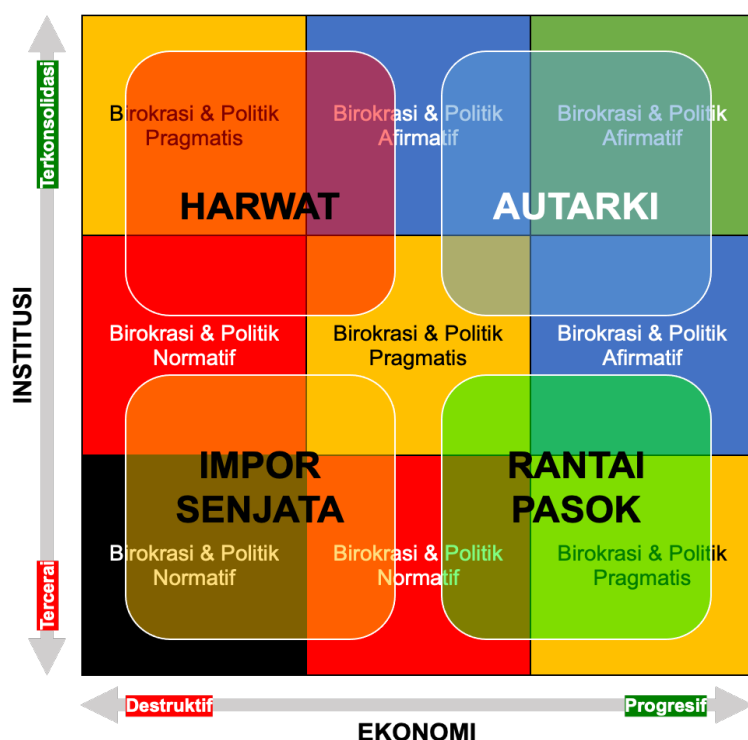 Terkonsolidasi
Birokrasi & Politik
Pragmatis
Birokrasi & Politik
Afirmatif
Birokrasi & Politik
Afirmatif
HARWAT
AUTARKI
INSTITUSI
Birokrasi & Politik
Normatif
Birokrasi & Politik
Pragmatis
Birokrasi & Politik
Afirmatif
IMPOR
SENJATA
RANTAI
PASOK
Birokrasi & Politik
Normatif
Birokrasi & Politik
Normatif
Birokrasi & Politik
Pragmatis
Tercerai
Destruktif
Progresif
EKONOMI